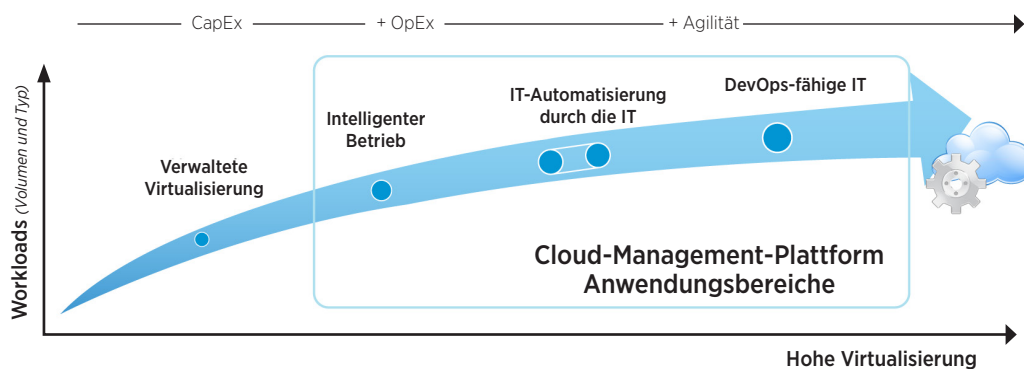 CapEx
+ OpEx
+ Agilität
Workloads (Volumen und Typ)
Verwaltete
Virtualisierung
Intelligenter
Betrieb
IT-Automatisierung
durch die IT
DevOps-fähige IT
Cloud-Management-Plattform
Anwendungsbereiche
Hohe Virtualisierung